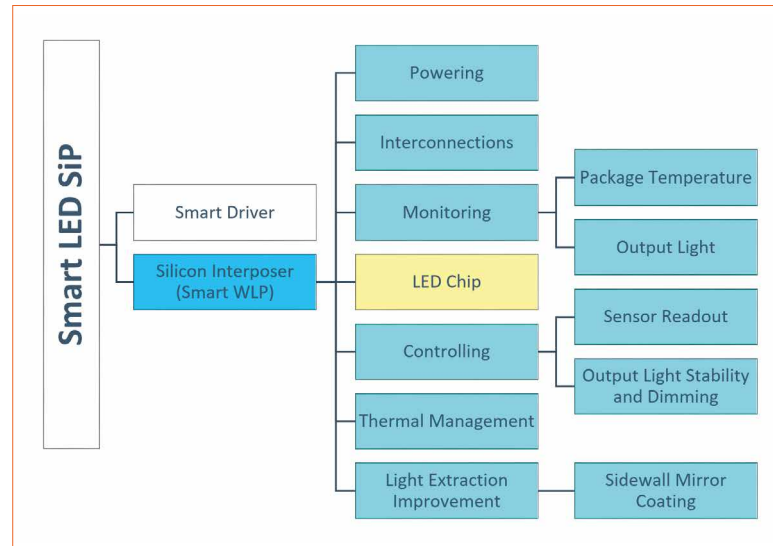 Smart LED SiP
Smart Driver
Silicon Interposer
(Smart WLP)
Powering
Interconnections
Monitoring
LED Chip
Controlling
Thermal Management
Light Extraction
Improvement
Package Temperature
Output Light
Sensor Readout
Output Light Stability
and Dimming
Sidewall Mirror
Coating